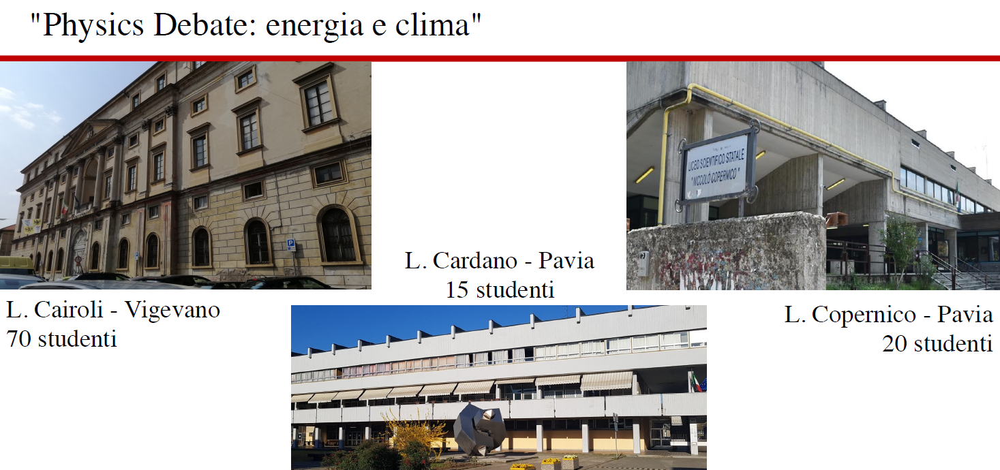 "Physics Debate: energia e clima"
LICEO SCIENTIFICO STATALE
"NICCOLÒ COPERNICO"
P
L. Cardano - Pavia
15 studenti
L. Cairoli - Vigevano
70 studenti
L. Copernico - Pavia
20 studenti